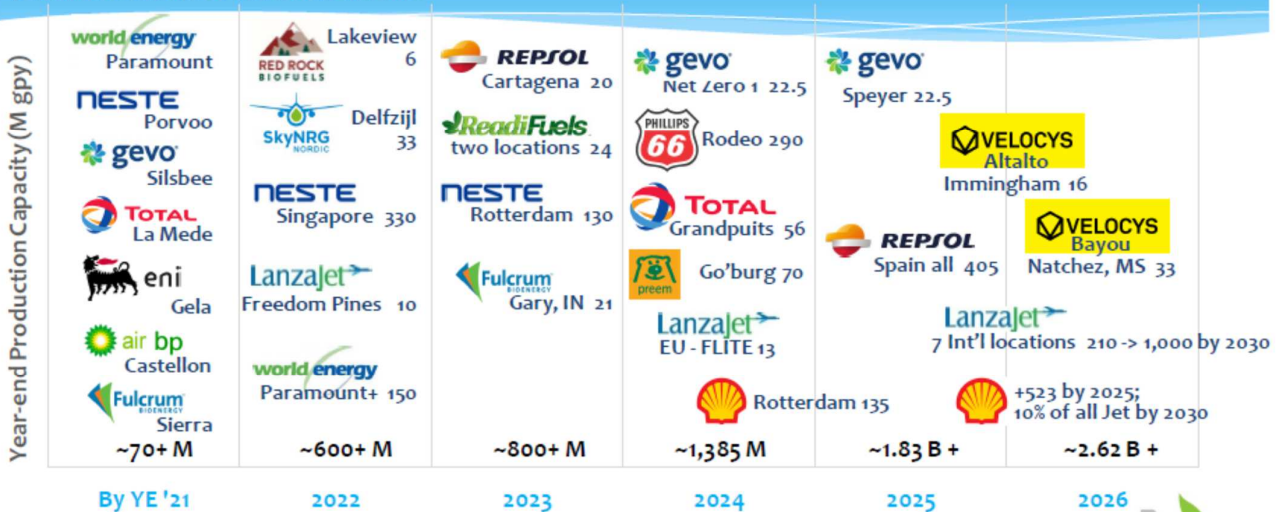 Year-end Production Capacity (M gpy)
world energy
Paramount
NESTE
Porvoo
gevo
Silsbee
TOTAL
La Mede
eni
Gela
air bp
Castellon
Fulcrum
BIOENERGY
Sierra
~70+ M
By YE '21
RED ROCK
BIOFUELS
Lakeview
6
SkyNRG
NORDIC
Delfzijl
33
NESTE
Singapore 330
LanzaJet
Freedom Pines 10
world energy
Paramount+ 150
~600+ M
2022
REPSOL
Cartagena 20
ReadiFuels
two locations 24
NESTE
Rotterdam 130
Fulcrum
BIOENERGY
Gary, IN 21
~800+ M
2023
gevo
Net Zero 1 22.5
PHILLIPS
66
Rodeo 290
TOTAL
Grandpuits 56
preem
Go'burg 70
LanzaJet
EU - FLITE 13
Rotterdam 135
~1,385 M
2024
gevo
Speyer 22.5
VELOCYS
Altalto
Immingham 16
REPSOL
Spain all 405
VELOCYS
Bayou
Natchez, MS 33
LanzaJet
7 Int'l locations 210 -> 1,000 by 2030
+523 by 2025;
10% of all Jet by 2030
~1.83 B +
2025
~2.62 B +
2026